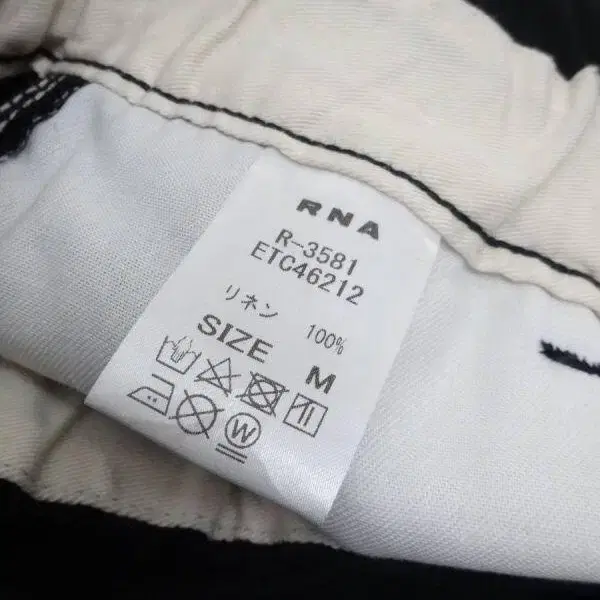 RNA
R-3581
ETC46212
リネン 100%
SIZE M
W